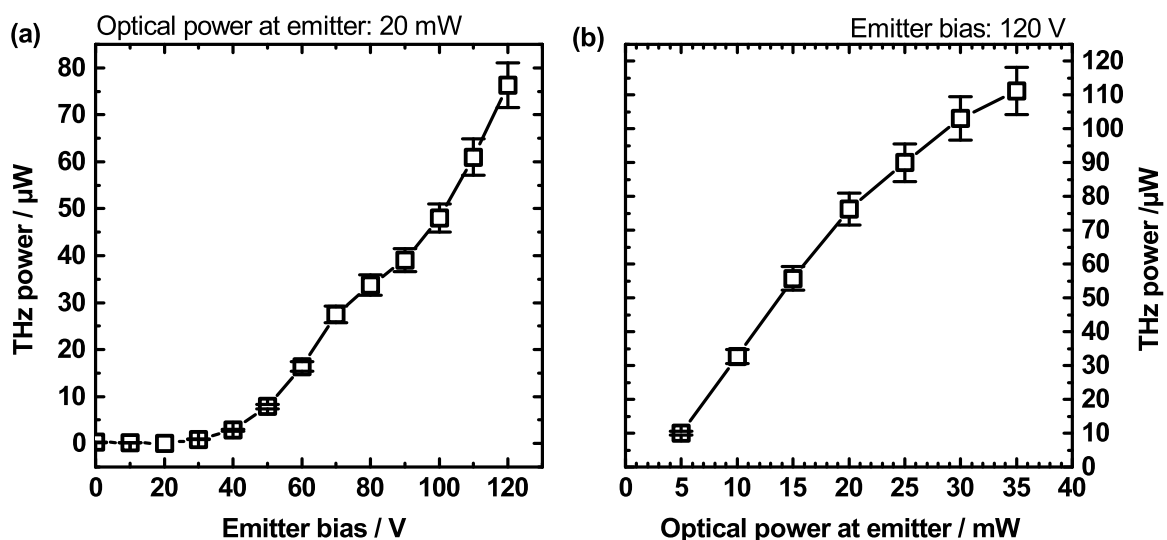 (a) Optical power at emitter: 20 mW
80
70
60
50
40
30
20
10
0
THz power / µW
0 20 40 60 80 100 120
Emitter bias / V
(b) Emitter bias: 120 V
120
110
100
90
80
70
60
50
40
30
20
10
0
THz power /µW
0 5 10 15 20 25 30 35 40
Optical power at emitter / mW